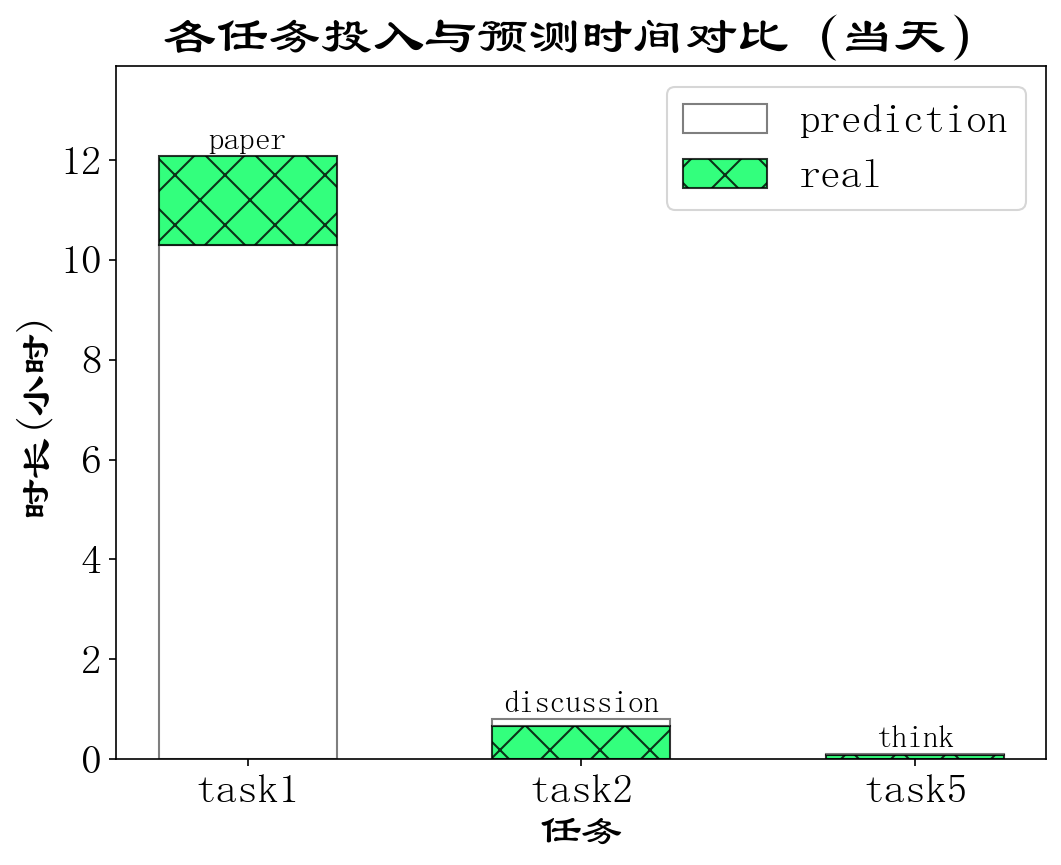 各任务投入与预测时间对比 (当天)
prediction
real
paper
discussion
think
12
10
8
6
4
2
0
时长(小时)
task1 task2 task5
任务